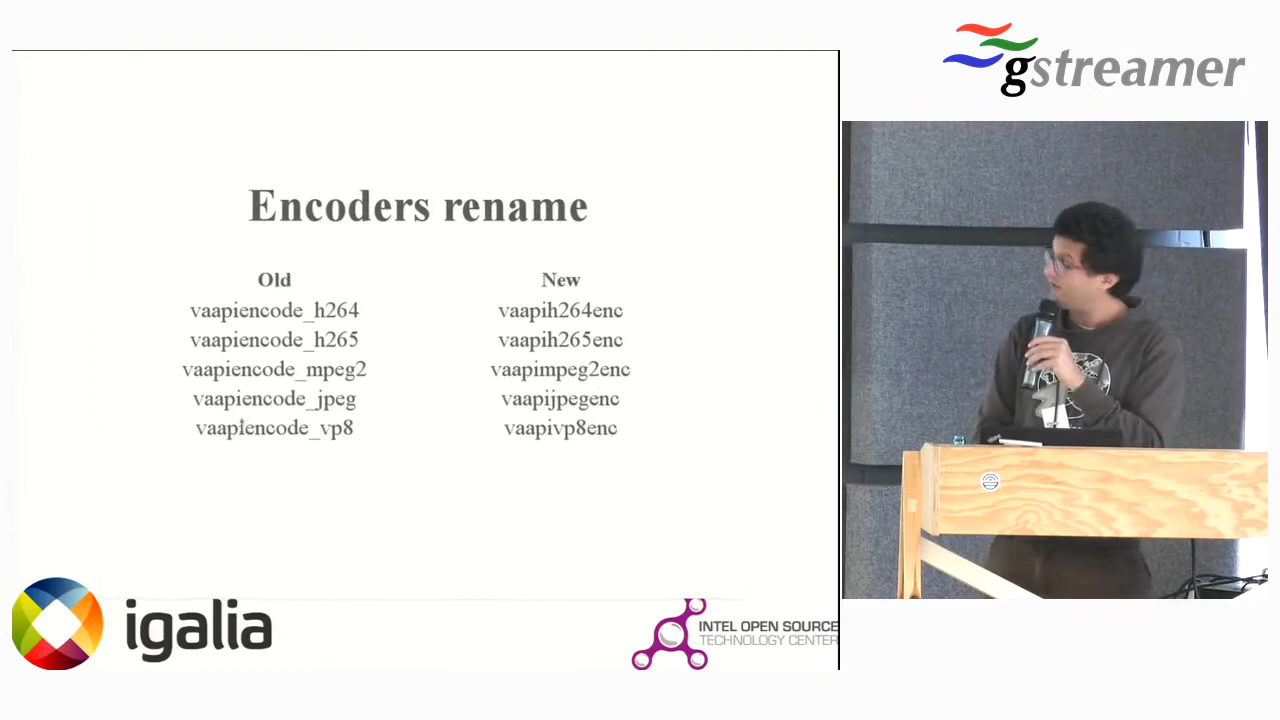 gstreamer
Encoders rename
Old New
vaapiencode_h264 vaapih264enc
vaapiencode_h265 vaapih265enc
vaapiencode_mpeg2 vaapimpeg2enc
vaapiencode_jpeg vaapijpegenc
vaapiencode_vp8 vaapivp8enc
igalia
INTEL OPEN SOURCE
TECHNOLOGY CENTER